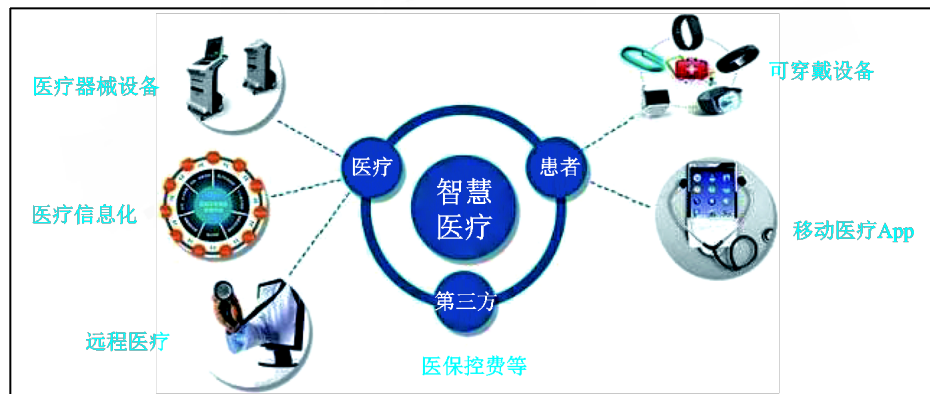 医疗器械设备
可穿戴设备
医疗
患者
智慧
医疗
医疗信息化
移动医疗App
第三方
远程医疗
医保控费等